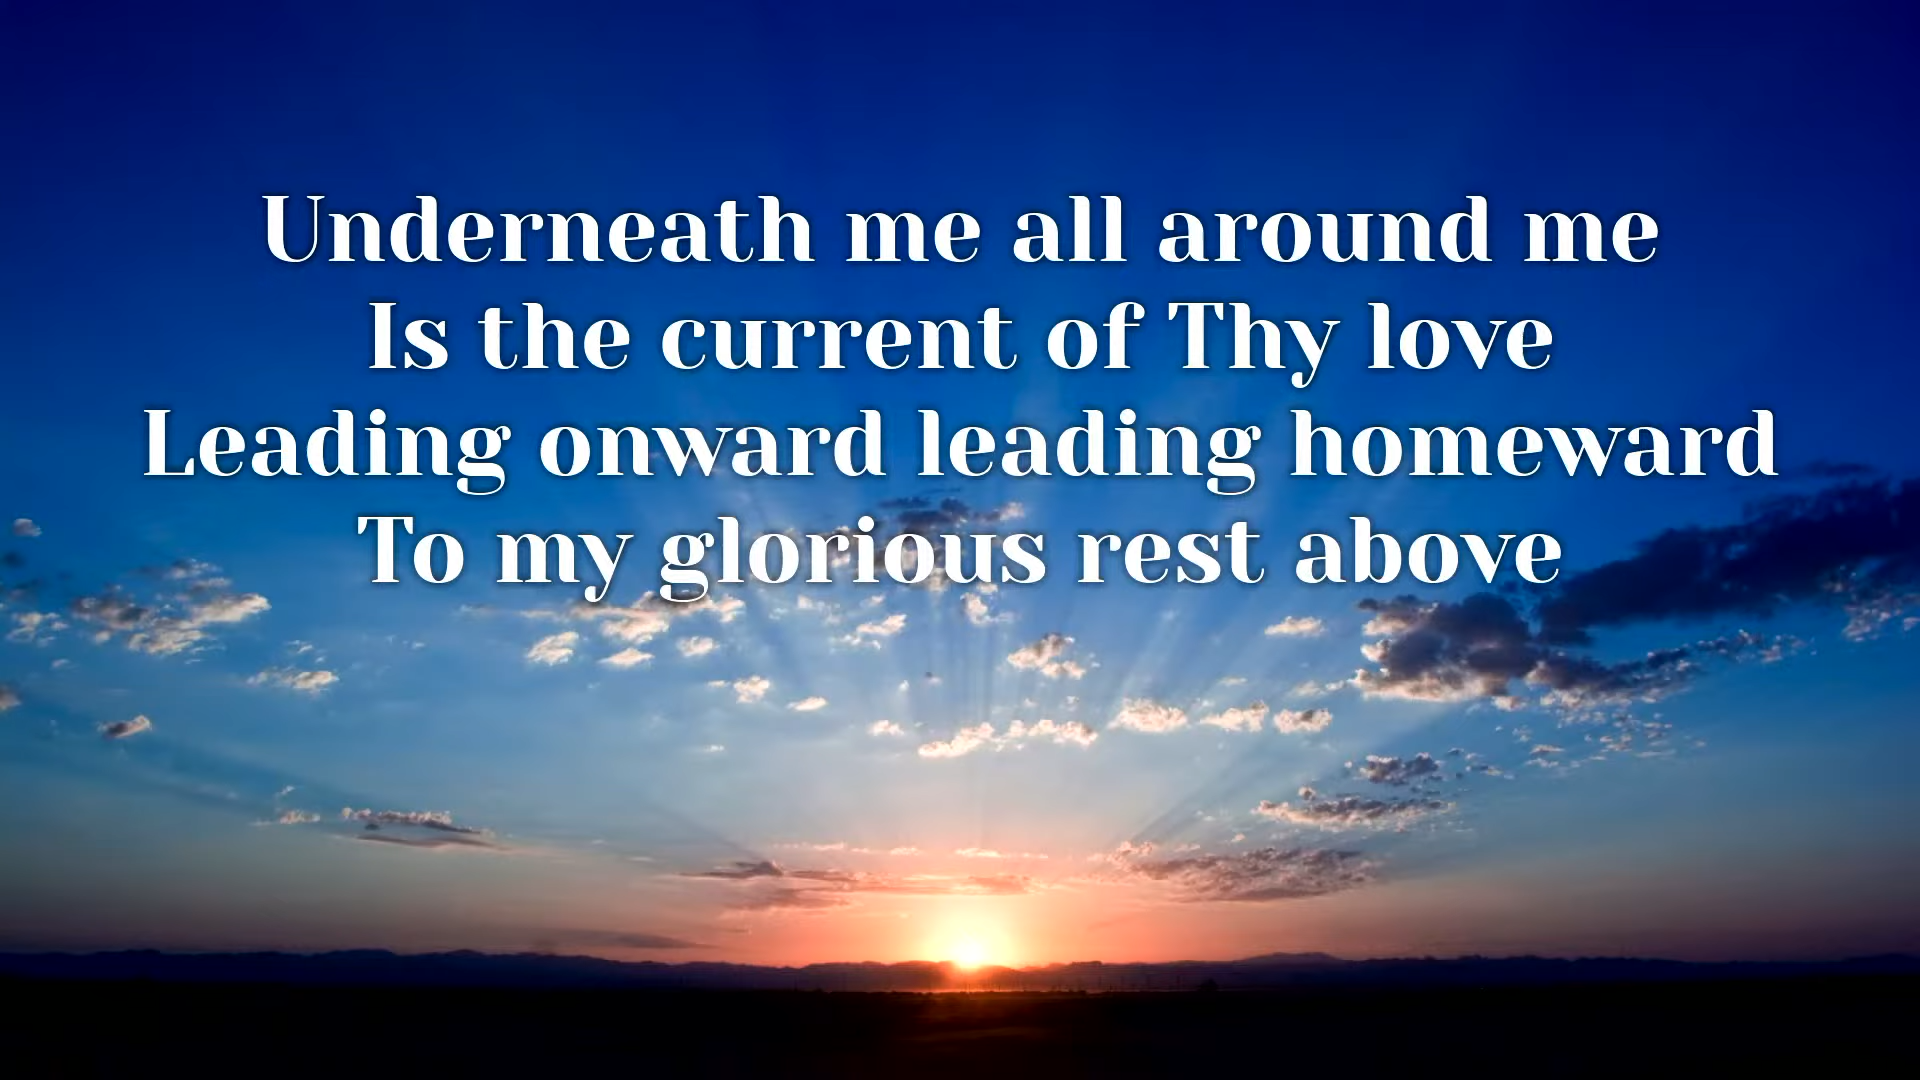 Underneath me all around me
Is the current of Thy love
Leading onward leading homeward
To my glorious rest above